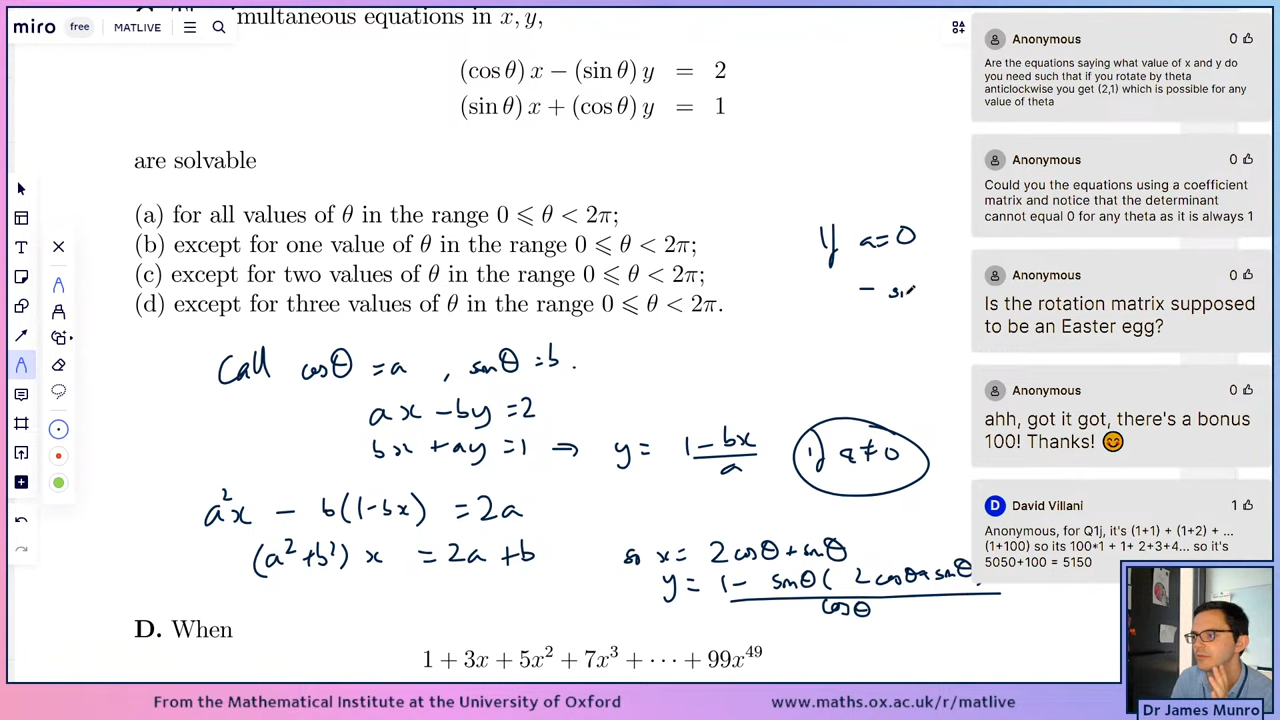 miro free MATLIVE
simultaneous equations in x, y,
(cos θ) x − (sin θ) y = 2
(sin θ) x + (cos θ) y = 1
are solvable
(a) for all values of θ in the range 0 ⩽ θ < 2π;
(b) except for one value of θ in the range 0 ⩽ θ < 2π;
(c) except for two values of θ in the range 0 ⩽ θ < 2π;
(d) except for three values of θ in the range 0 ⩽ θ < 2π.
If a=0
− sin
Call cosθ = a , sinθ = b .
ax − by = 2
bx + ay = 1 ⇒ y = (1 − bx)/a if a ≠ 0
a²x − b(1−bx) = 2a
(a²+b²) x = 2a + b
so x = 2cosθ + sinθ
y = 1 − sinθ( 2cosθ+sinθ) / cosθ
D. When
1 + 3x + 5x² + 7x³ + ··· + 99x⁴⁹
Anonymous 0
Are the equations saying what value of x and y do
you need such that if you rotate by theta
anticlockwise you get (2,1) which is possible for any
value of theta
Anonymous 0
Could you the equations using a coefficient
matrix and notice that the determinant
cannot equal 0 for any theta as it is always 1
Anonymous 0
Is the rotation matrix supposed
to be an Easter egg?
Anonymous 0
ahh, got it got, there's a bonus
100! Thanks! 😊
D David Villani 1
Anonymous, for Q1j, it's (1+1) + (1+2) + ...
(1+100) so its 100*1 + 1+ 2+3+4... so it's
5050+100 = 5150
From the Mathematical Institute at the University of Oxford www.maths.ox.ac.uk/r/matlive
Dr James Munro